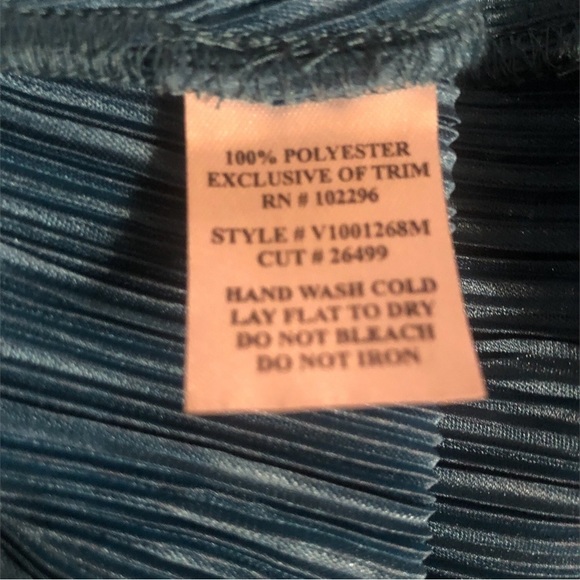 100% POLYESTER
EXCLUSIVE OF TRIM
RN # 102296
STYLE # V1001268M
CUT # 26499
HAND WASH COLD
LAY FLAT TO DRY
DO NOT BLEACH
DO NOT IRON